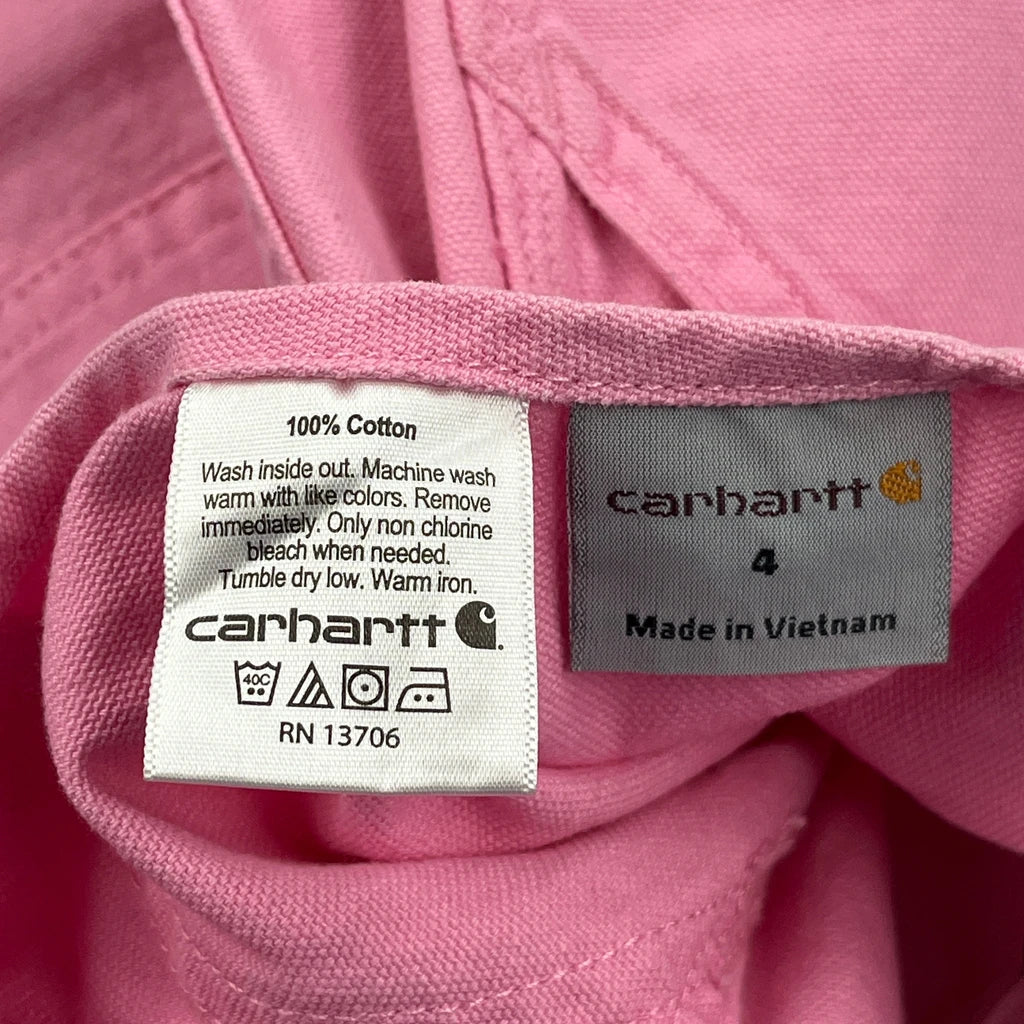 100% Cotton
Wash inside out. Machine wash
warm with like colors. Remove
immediately. Only non chlorine
bleach when needed.
Tumble dry low. Warm iron.
carhartt
40C
RN 13706
carhartt
4
Made in Vietnam